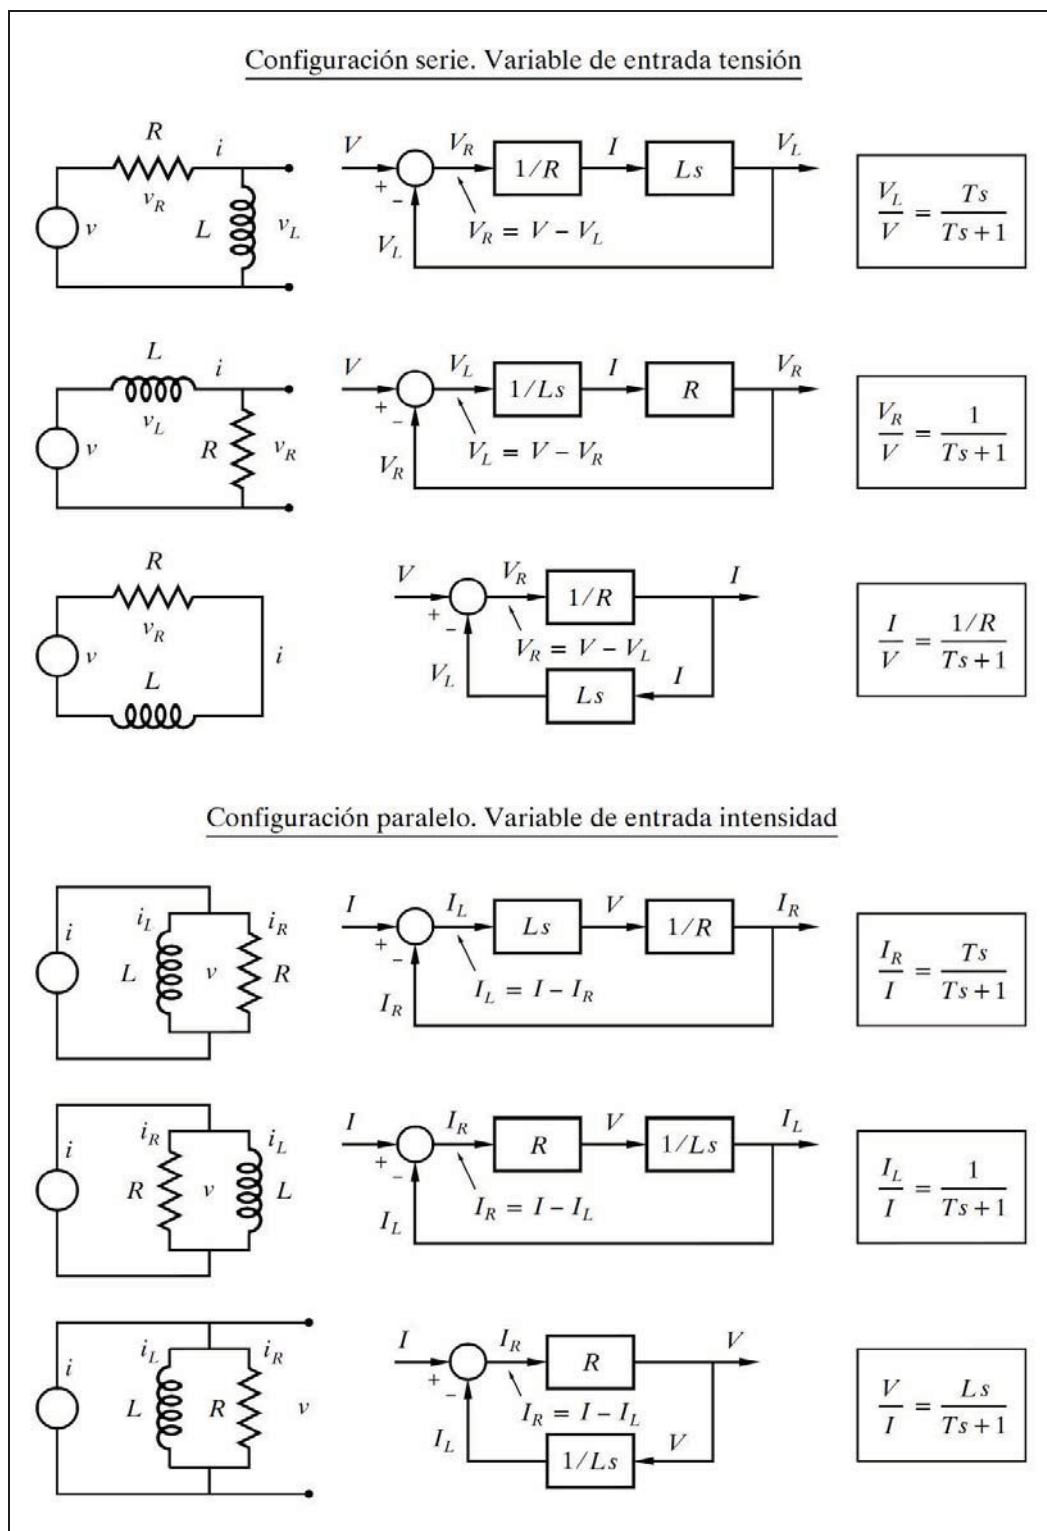 Configuración serie. Variable de entrada tensión
R
i
v_R
v
L
v_L
V
+
−
V_R
1/R
I
Ls
V_L
V_L
V_R = V − V_L
V_L/V = Ts/(Ts + 1)
L
i
v_L
v
R
v_R
V
+
−
V_L
1/Ls
I
R
V_R
V_R
V_L = V − V_R
V_R/V = 1/(Ts + 1)
R
v_R
v
i
L
V
+
−
V_R
1/R
I
V_R = V − V_L
V_L
Ls
I
I/V = (1/R)/(Ts + 1)
Configuración paralelo. Variable de entrada intensidad
i
i_L
i_R
L
v
R
I
+
−
I_L
Ls
V
1/R
I_R
I_R
I_L = I − I_R
I_R/I = Ts/(Ts + 1)
i
i_R
i_L
R
v
L
I
+
−
I_R
R
V
1/Ls
I_L
I_L
I_R = I − I_L
I_L/I = 1/(Ts + 1)
i
i_L
i_R
L
R
v
I
+
−
I_R
R
V
I_R = I − I_L
I_L
1/Ls
V
V/I = Ls/(Ts + 1)